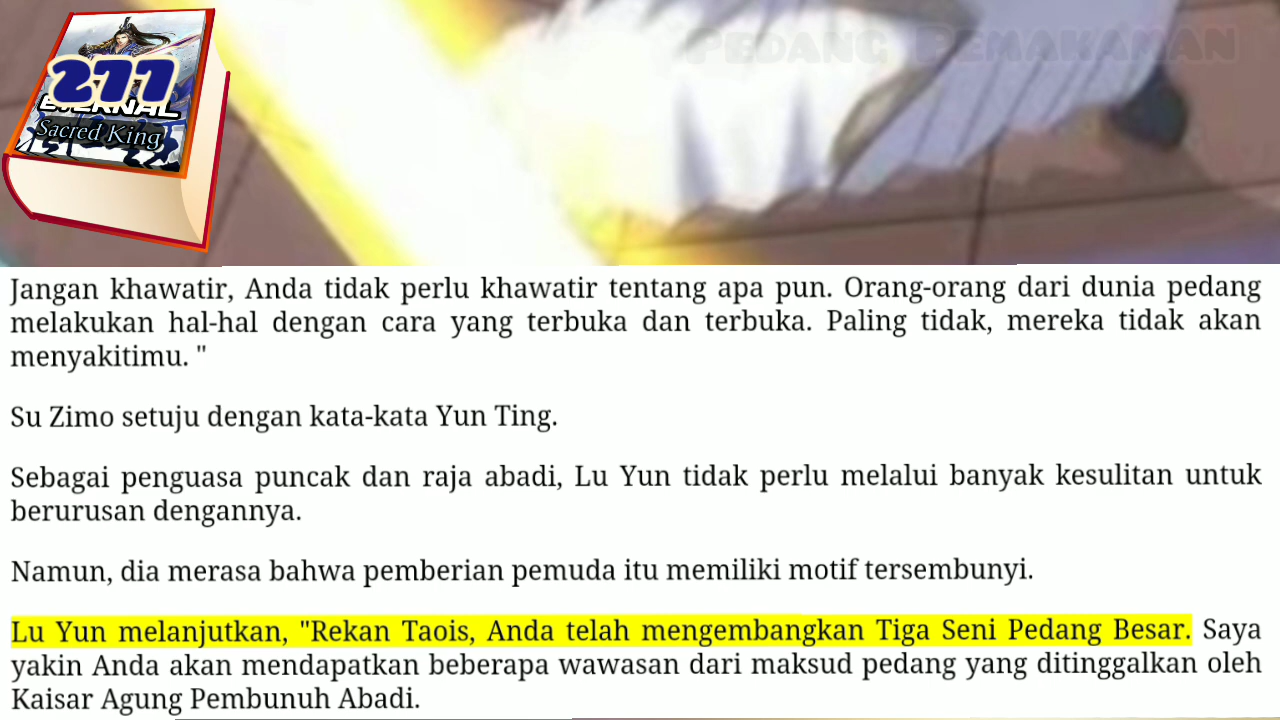 PEDANG PEMAKAMAN
277
ETERNAL
Sacred King
Jangan khawatir, Anda tidak perlu khawatir tentang apa pun. Orang-orang dari dunia pedang
melakukan hal-hal dengan cara yang terbuka dan terbuka. Paling tidak, mereka tidak akan
menyakitimu. "
Su Zimo setuju dengan kata-kata Yun Ting.
Sebagai penguasa puncak dan raja abadi, Lu Yun tidak perlu melalui banyak kesulitan untuk
berurusan dengannya.
Namun, dia merasa bahwa pemberian pemuda itu memiliki motif tersembunyi.
Lu Yun melanjutkan, "Rekan Taois, Anda telah mengembangkan Tiga Seni Pedang Besar. Saya
yakin Anda akan mendapatkan beberapa wawasan dari maksud pedang yang ditinggalkan oleh
Kaisar Agung Pembunuh Abadi.